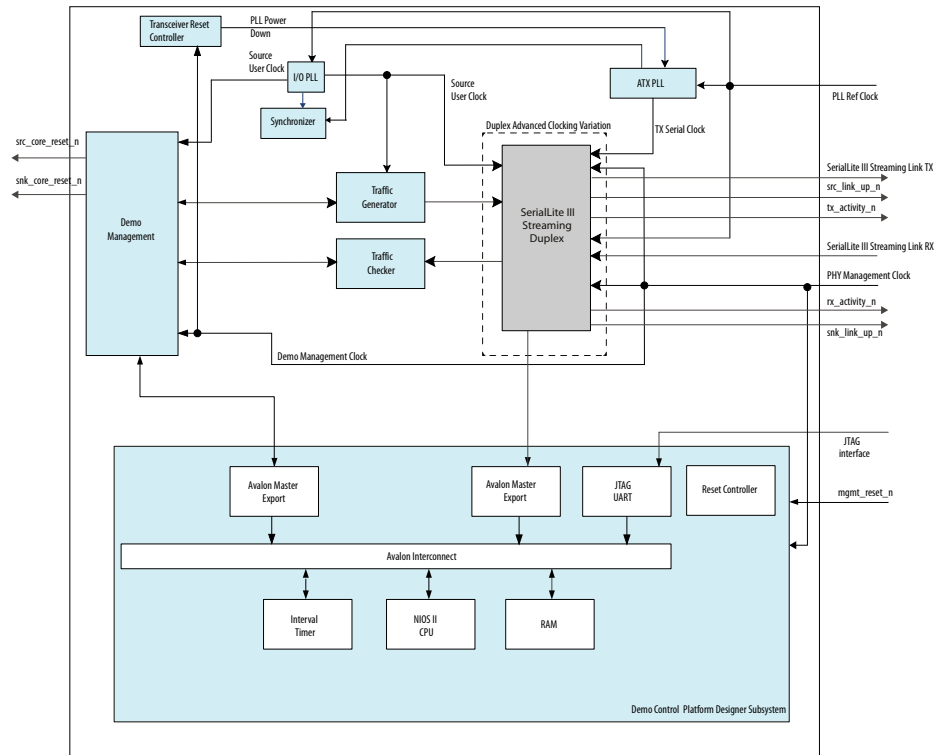 Transceiver Reset
Controller
PLL Power
Down
Source
User Clock
I/O PLL
Source
User Clock
ATX PLL
PLL Ref Clock
Synchronizer
Duplex Advanced Clocking Variation
TX Serial Clock
src_core_reset_n
snk_core_reset_n
Demo
Management
Traffic
Generator
Traffic
Checker
SerialLite III
Streaming
Duplex
SerialLite III Streaming Link TX
src_link_up_n
tx_activity_n
SerialLite III Streaming Link RX
PHY Management Clock
rx_activity_n
snk_link_up_n
Demo Management Clock
JTAG
interface
Avalon Master
Export
Avalon Master
Export
JTAG
UART
Reset Controller
mgmt_reset_n
Avalon Interconnect
Interval
Timer
NIOS II
CPU
RAM
Demo Control Platform Designer Subsystem